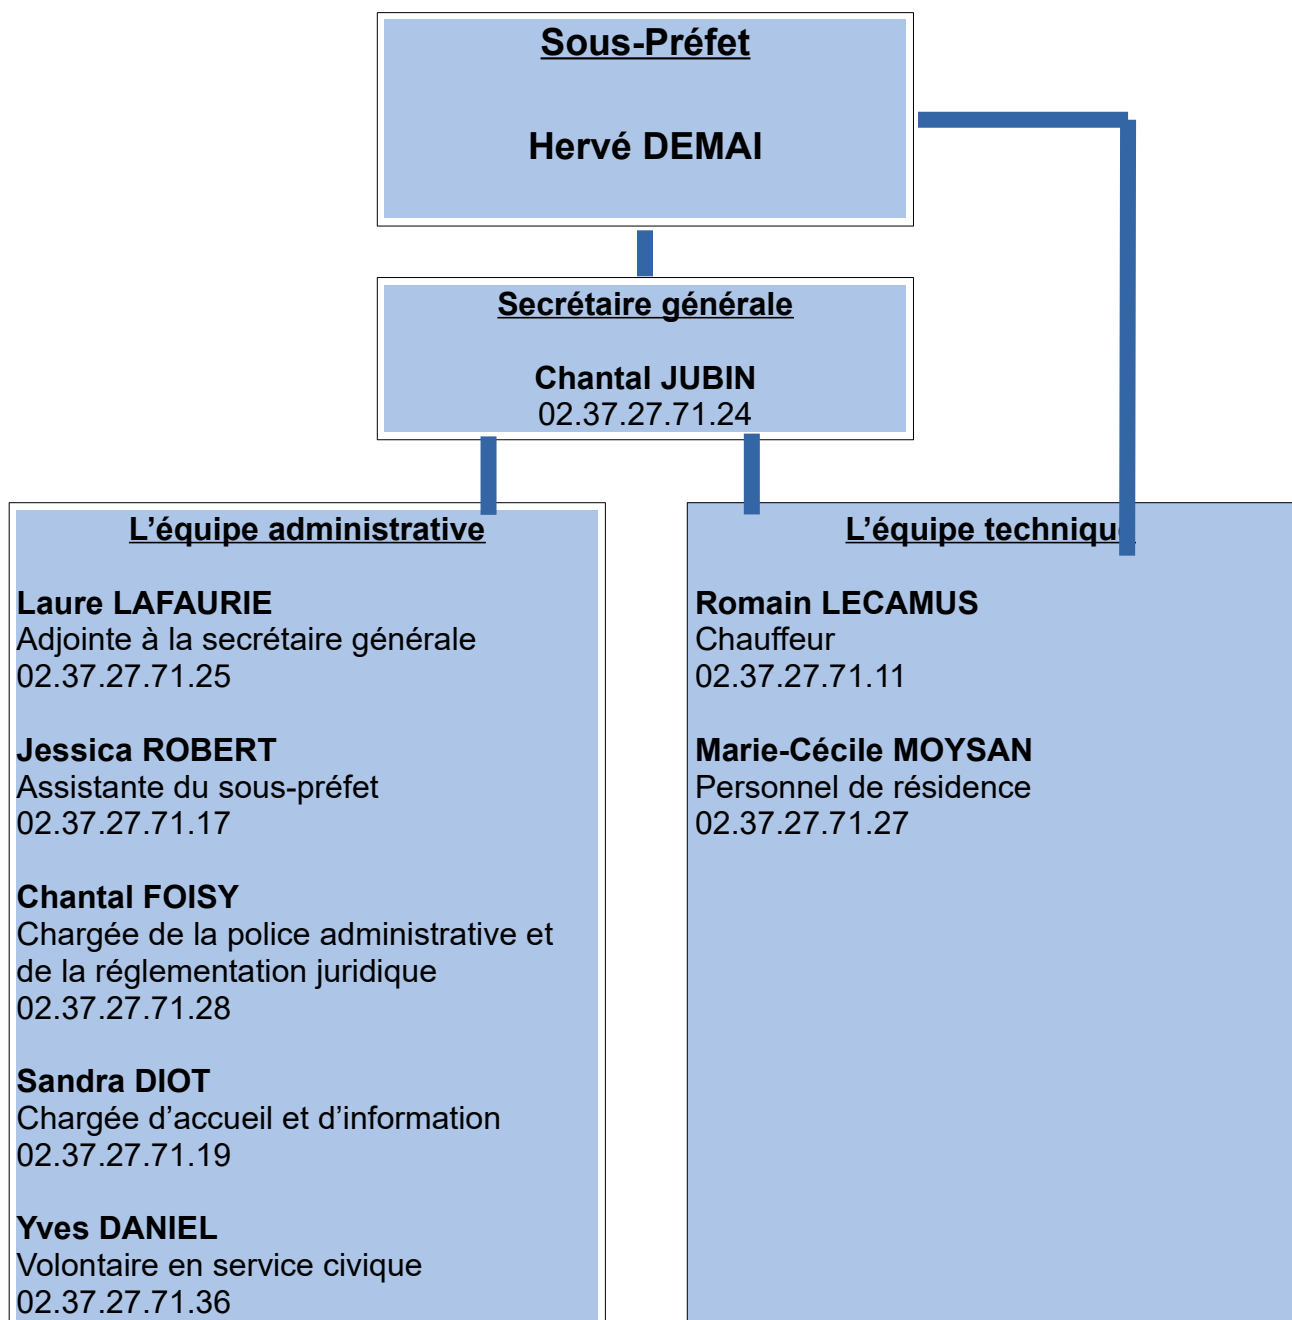 Sous-Préfet
Hervé DEMAI
Secrétaire générale
Chantal JUBIN
02.37.27.71.24
L’équipe administrative
Laure LAFAURIE
Adjointe à la secrétaire générale
02.37.27.71.25
Jessica ROBERT
Assistante du sous-préfet
02.37.27.71.17
Chantal FOISY
Chargée de la police administrative et
de la réglementation juridique
02.37.27.71.28
Sandra DIOT
Chargée d’accueil et d’information
02.37.27.71.19
Yves DANIEL
Volontaire en service civique
02.37.27.71.36
L’équipe technique
Romain LECAMUS
Chauffeur
02.37.27.71.11
Marie-Cécile MOYSAN
Personnel de résidence
02.37.27.71.27